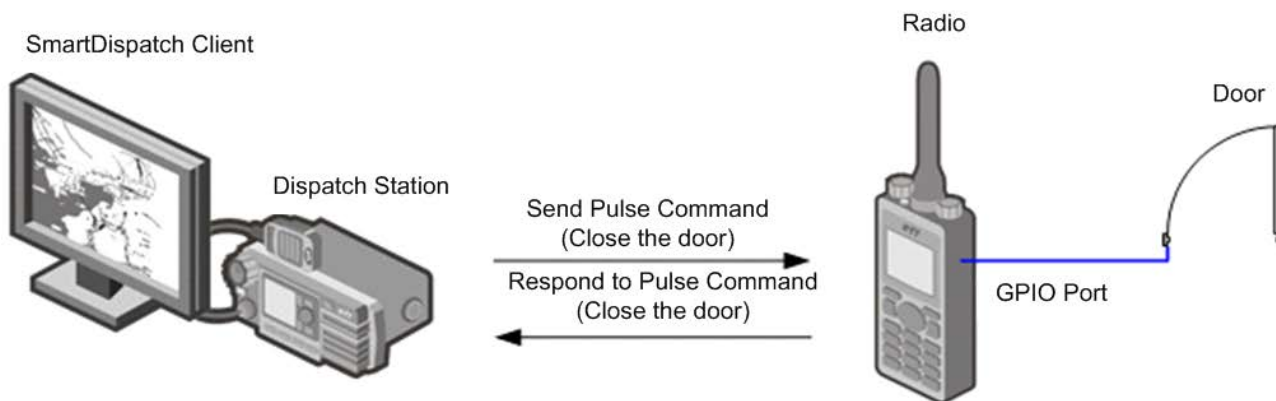 SmartDispatch Client
Radio
Door
Dispatch Station
Send Pulse Command
(Close the door)
Respond to Pulse Command
(Close the door)
GPIO Port